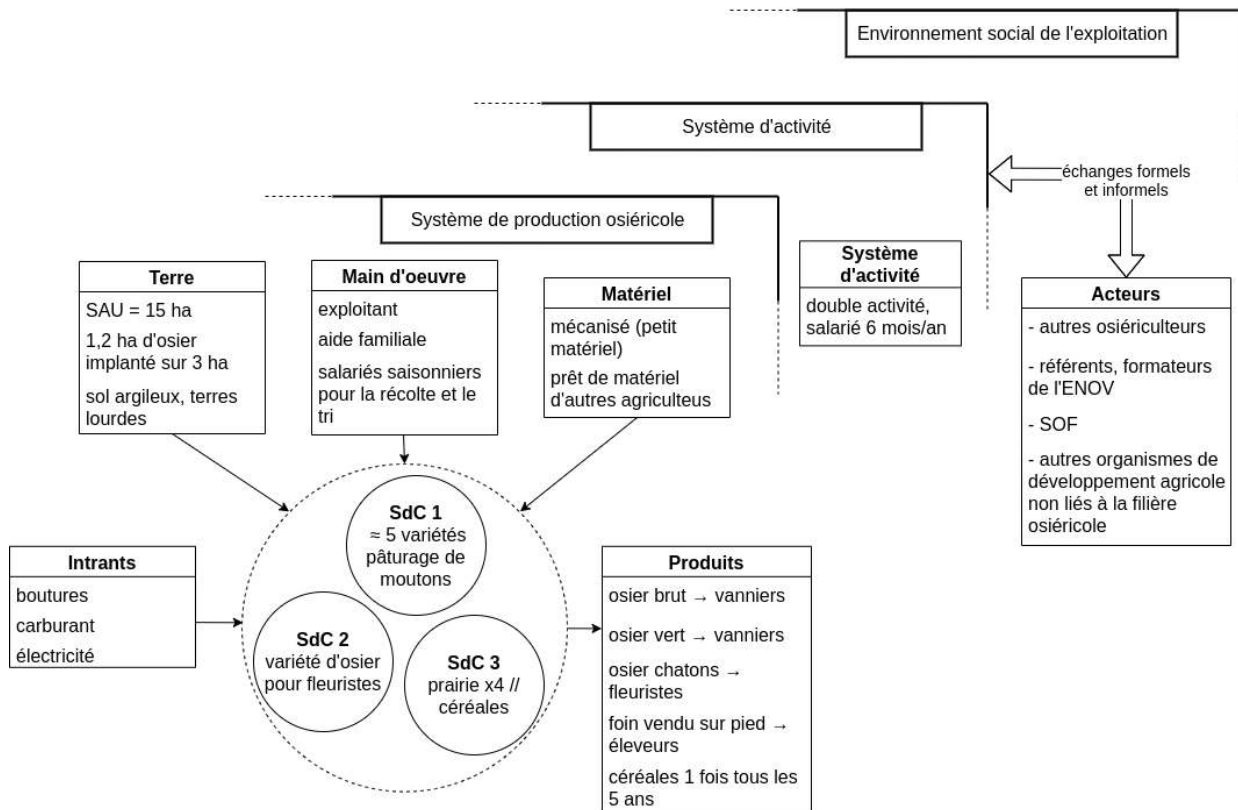 Environnement social de l'exploitation
Système d'activité
échanges formels
et informels
Système de production osiéricole
Terre
SAU = 15 ha
1,2 ha d'osier
implanté sur 3 ha
sol argileux, terres
lourdes
Main d'oeuvre
exploitant
aide familiale
salariés saisonniers
pour la récolte et le
tri
Matériel
mécanisé (petit
matériel)
prêt de matériel
d'autres agriculteus
Système
d'activité
double activité,
salarié 6 mois/an
Acteurs
- autres osiériculteurs
- référents, formateurs
de l'ENOV
- SOF
- autres organismes de
développement agricole
non liés à la filière
osiéricole
Intrants
boutures
carburant
électricité
SdC 1
≈ 5 variétés
pâturage de
moutons
SdC 2
variété d'osier
pour fleuristes
SdC 3
prairie x4 //
céréales
Produits
osier brut → vanniers
osier vert → vanniers
osier chatons →
fleuristes
foin vendu sur pied →
éleveurs
céréales 1 fois tous les
5 ans